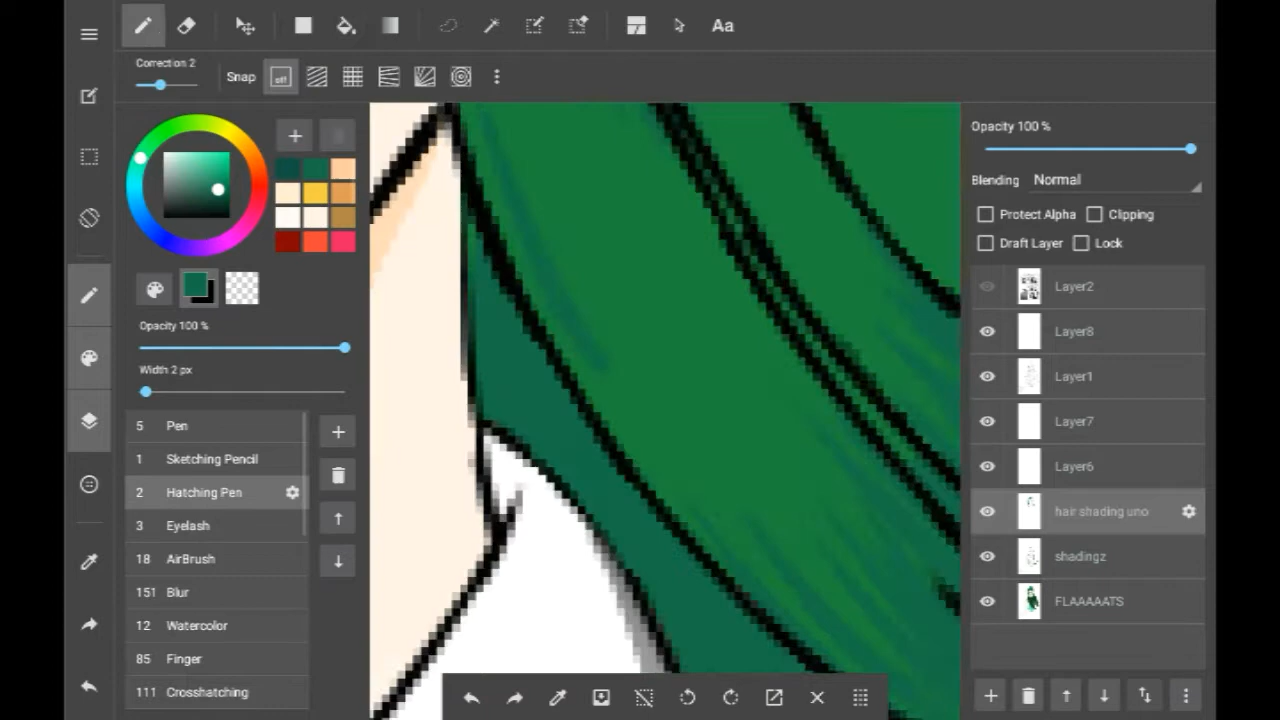 Aa
Correction 2
Snap
off
Opacity 100 %
Width 2 px
5 Pen
1 Sketching Pencil
2 Hatching Pen
3 Eyelash
18 AirBrush
151 Blur
12 Watercolor
85 Finger
111 Crosshatching
Opacity 100 %
Blending Normal
Protect Alpha Clipping
Draft Layer Lock
Layer2
Layer8
Layer1
Layer7
Layer6
hair shading uno
shadingz
FLAAAAATS